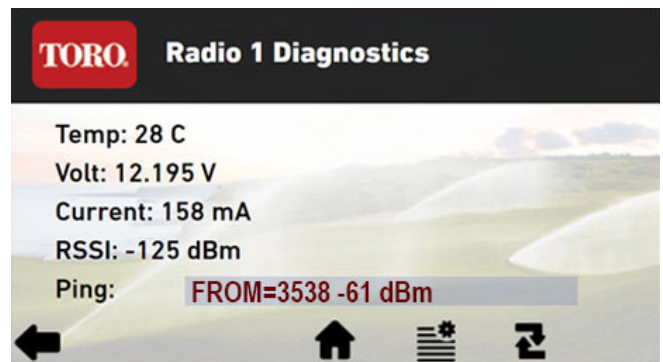 TORO.
Radio 1 Diagnostics
Temp: 28 C
Volt: 12.195 V
Current: 158 mA
RSSI: -125 dBm
Ping: FROM=3538 -61 dBm